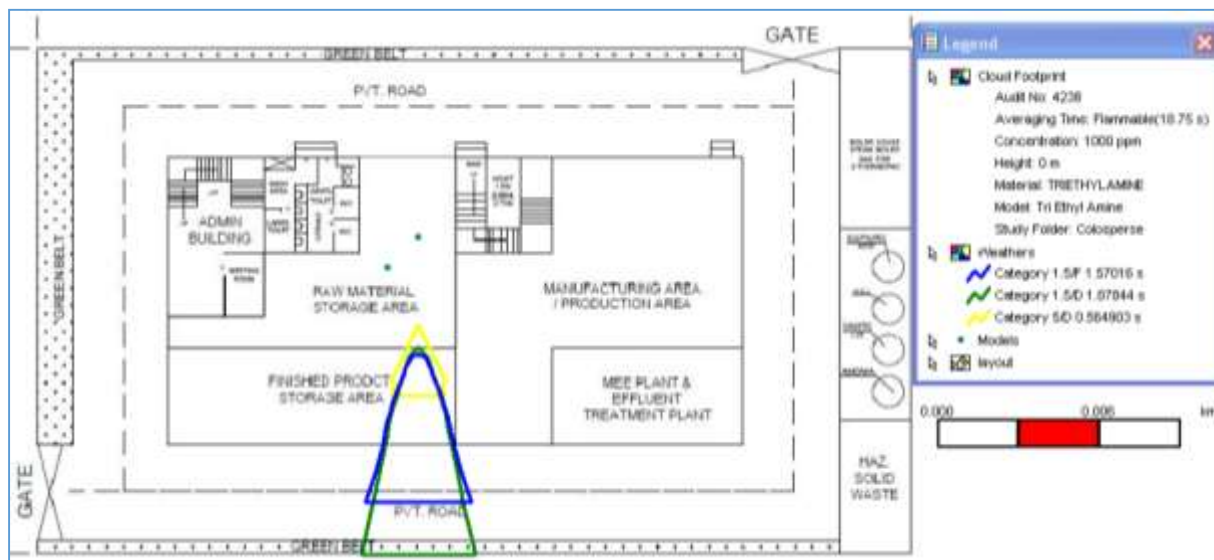 GATE
GREEN BELT
PVT. ROAD
ADMIN
BUILDING
RAW MATERIAL
STORAGE AREA
MANUFACTURING AREA
/ PRODUCTION AREA
FINISHED PRODCT
STORAGE AREA
MEE PLANT &
EFFLUENT
TREATMENT PLANT
HAZ.
SOLID
WASTE
GREEN BELT
GATE
PVT. ROAD
GREEN BELT
Legend
Cloud Footprint
Audit No: 4238
Averaging Time: Flammable(18.75 s)
Concentration: 1000 ppm
Height: 0 m
Material: TRIETHYLAMINE
Model: Tri Ethyl Amine
Study Folder: Colosperse
Weathers
Category 1.5/F 1.57016 s
Category 1.5/D 1.87844 s
Category 5/D 0.564903 s
Models
layout
0.000
0.006
km